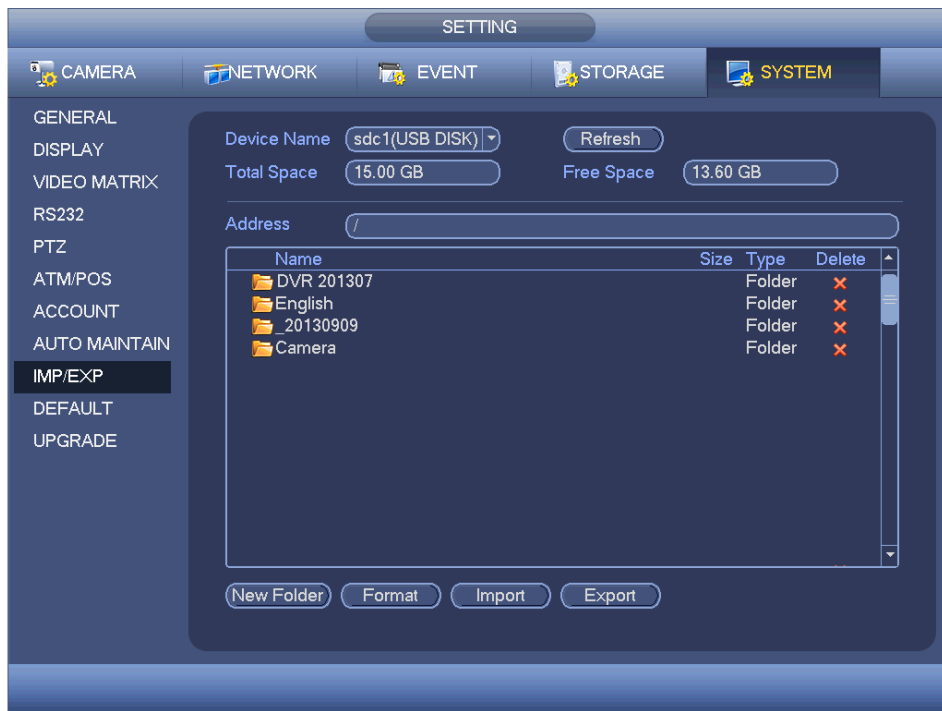 SETTING
CAMERA NETWORK EVENT STORAGE SYSTEM
GENERAL
DISPLAY
VIDEO MATRIX
RS232
PTZ
ATM/POS
ACCOUNT
AUTO MAINTAIN
IMP/EXP
DEFAULT
UPGRADE
Device Name sdc1(USB DISK) Refresh
Total Space 15.00 GB Free Space 13.60 GB
Address /
Name Size Type Delete
DVR 201307 Folder
English Folder
_20130909 Folder
Camera Folder
New Folder Format Import Export